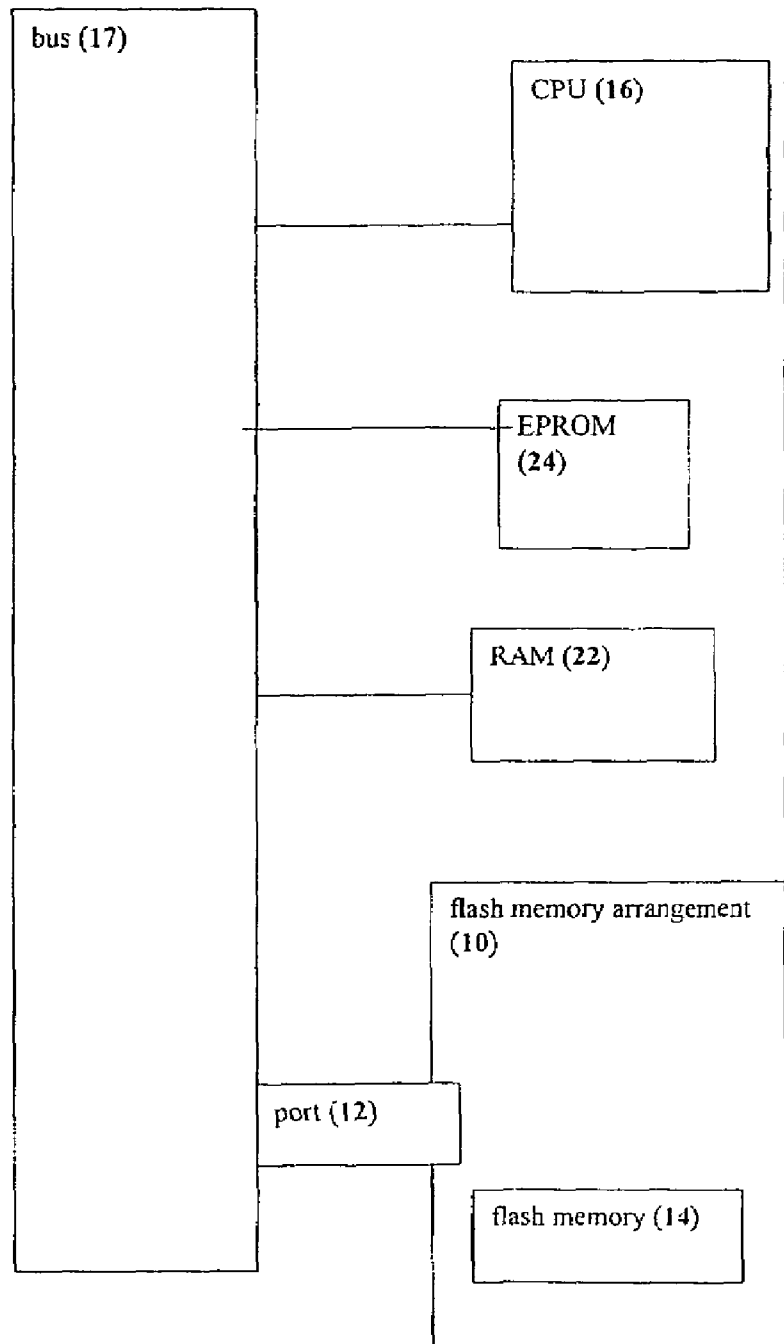 bus (17)
CPU (16)
EPROM
(24)
RAM (22)
flash memory arrangement
(10)
port (12)
flash memory (14)